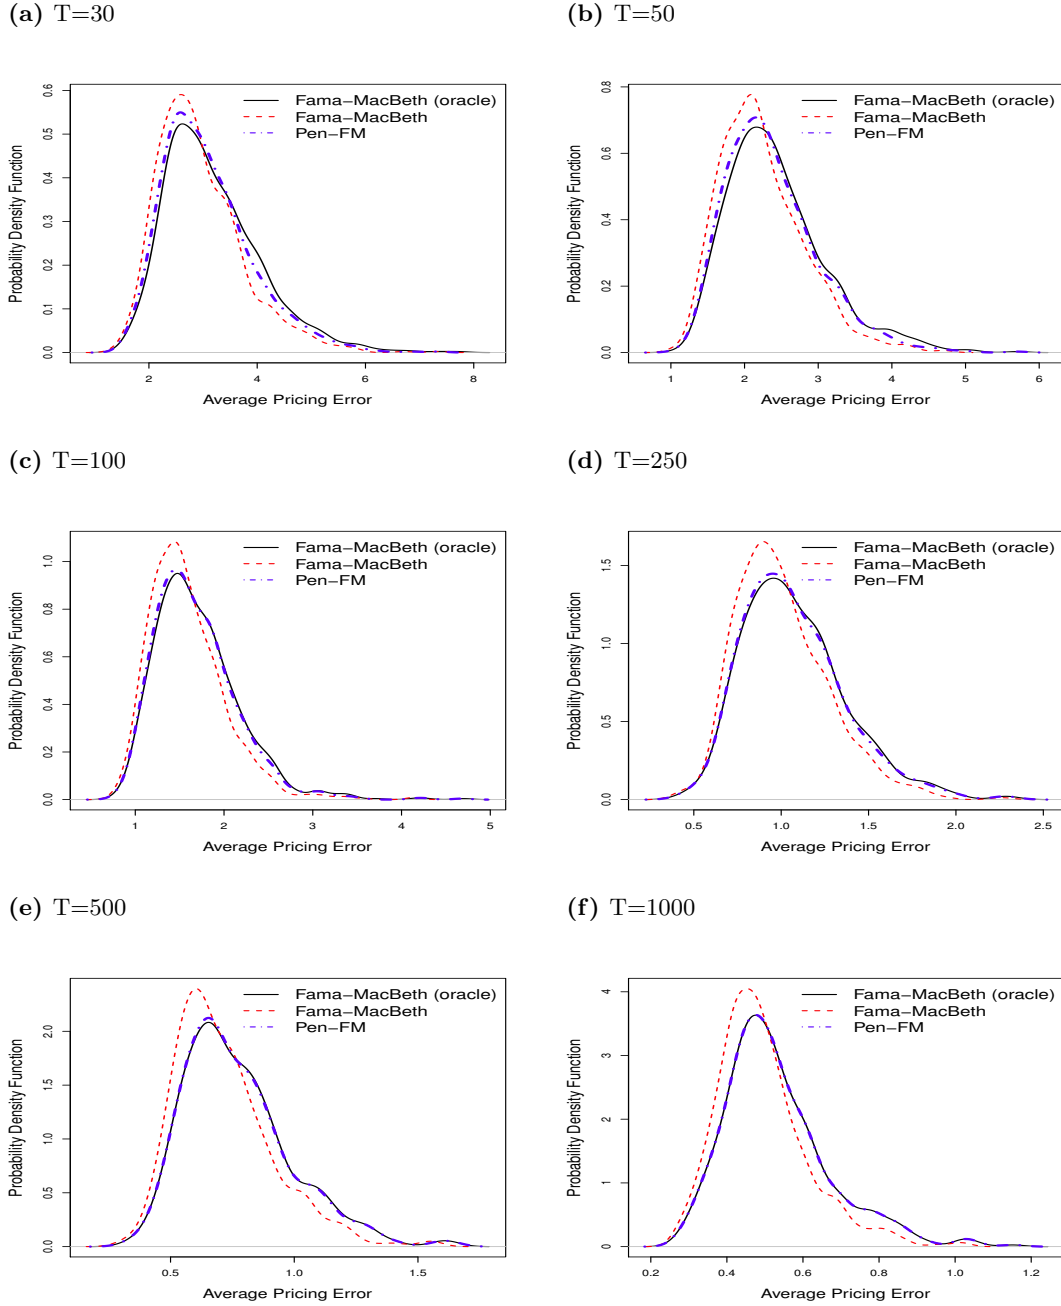 (a) T=30
(b) T=50
Probability Density Function
0.0 0.1 0.2 0.3 0.4 0.5 0.6
Fama−MacBeth (oracle)
Fama−MacBeth
Pen−FM
2 4 6 8
Average Pricing Error
Probability Density Function
0.0 0.2 0.4 0.6 0.8
Fama−MacBeth (oracle)
Fama−MacBeth
Pen−FM
1 2 3 4 5 6
Average Pricing Error
(c) T=100
(d) T=250
Probability Density Function
0.0 0.2 0.4 0.6 0.8 1.0
Fama−MacBeth (oracle)
Fama−MacBeth
Pen−FM
1 2 3 4 5
Average Pricing Error
Probability Density Function
0.0 0.5 1.0 1.5
Fama−MacBeth (oracle)
Fama−MacBeth
Pen−FM
0.5 1.0 1.5 2.0 2.5
Average Pricing Error
(e) T=500
(f) T=1000
Probability Density Function
0.0 0.5 1.0 1.5 2.0
Fama−MacBeth (oracle)
Fama−MacBeth
Pen−FM
0.5 1.0 1.5
Average Pricing Error
Probability Density Function
0 1 2 3 4
Fama−MacBeth (oracle)
Fama−MacBeth
Pen−FM
0.2 0.4 0.6 0.8 1.0 1.2
Average Pricing Error